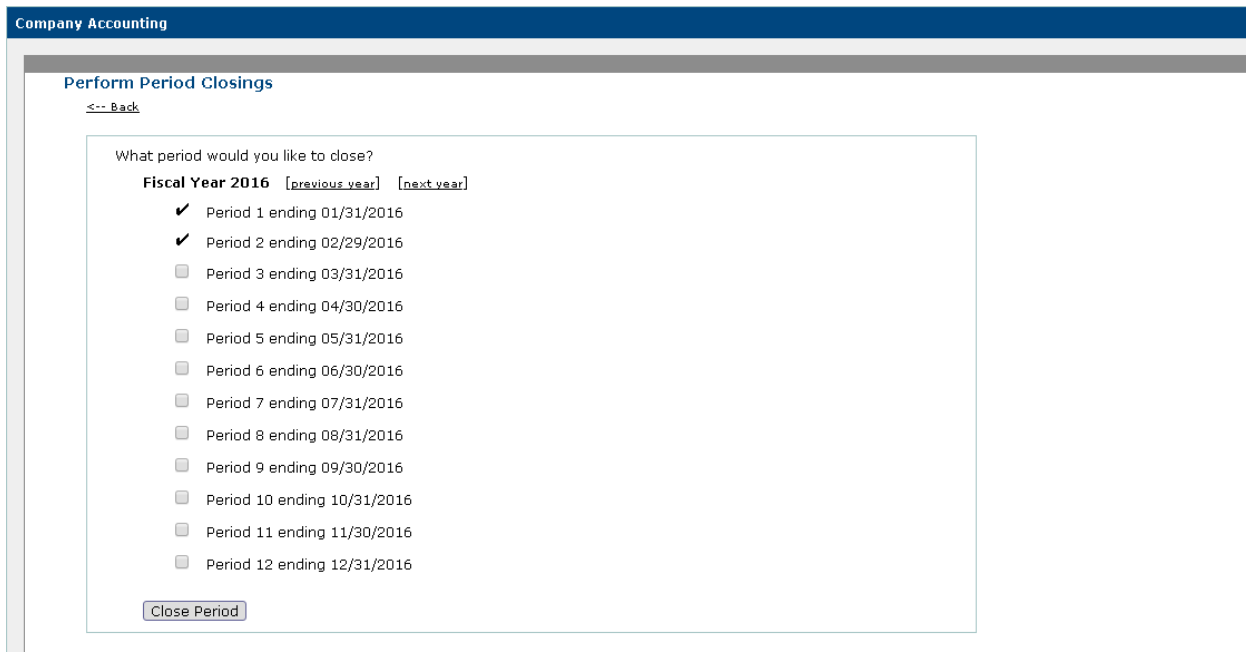 Company Accounting
Perform Period Closings
<-- Back
What period would you like to close?
Fiscal Year 2016 [previous year] [next year]
✔ Period 1 ending 01/31/2016
✔ Period 2 ending 02/29/2016
Period 3 ending 03/31/2016
Period 4 ending 04/30/2016
Period 5 ending 05/31/2016
Period 6 ending 06/30/2016
Period 7 ending 07/31/2016
Period 8 ending 08/31/2016
Period 9 ending 09/30/2016
Period 10 ending 10/31/2016
Period 11 ending 11/30/2016
Period 12 ending 12/31/2016
Close Period